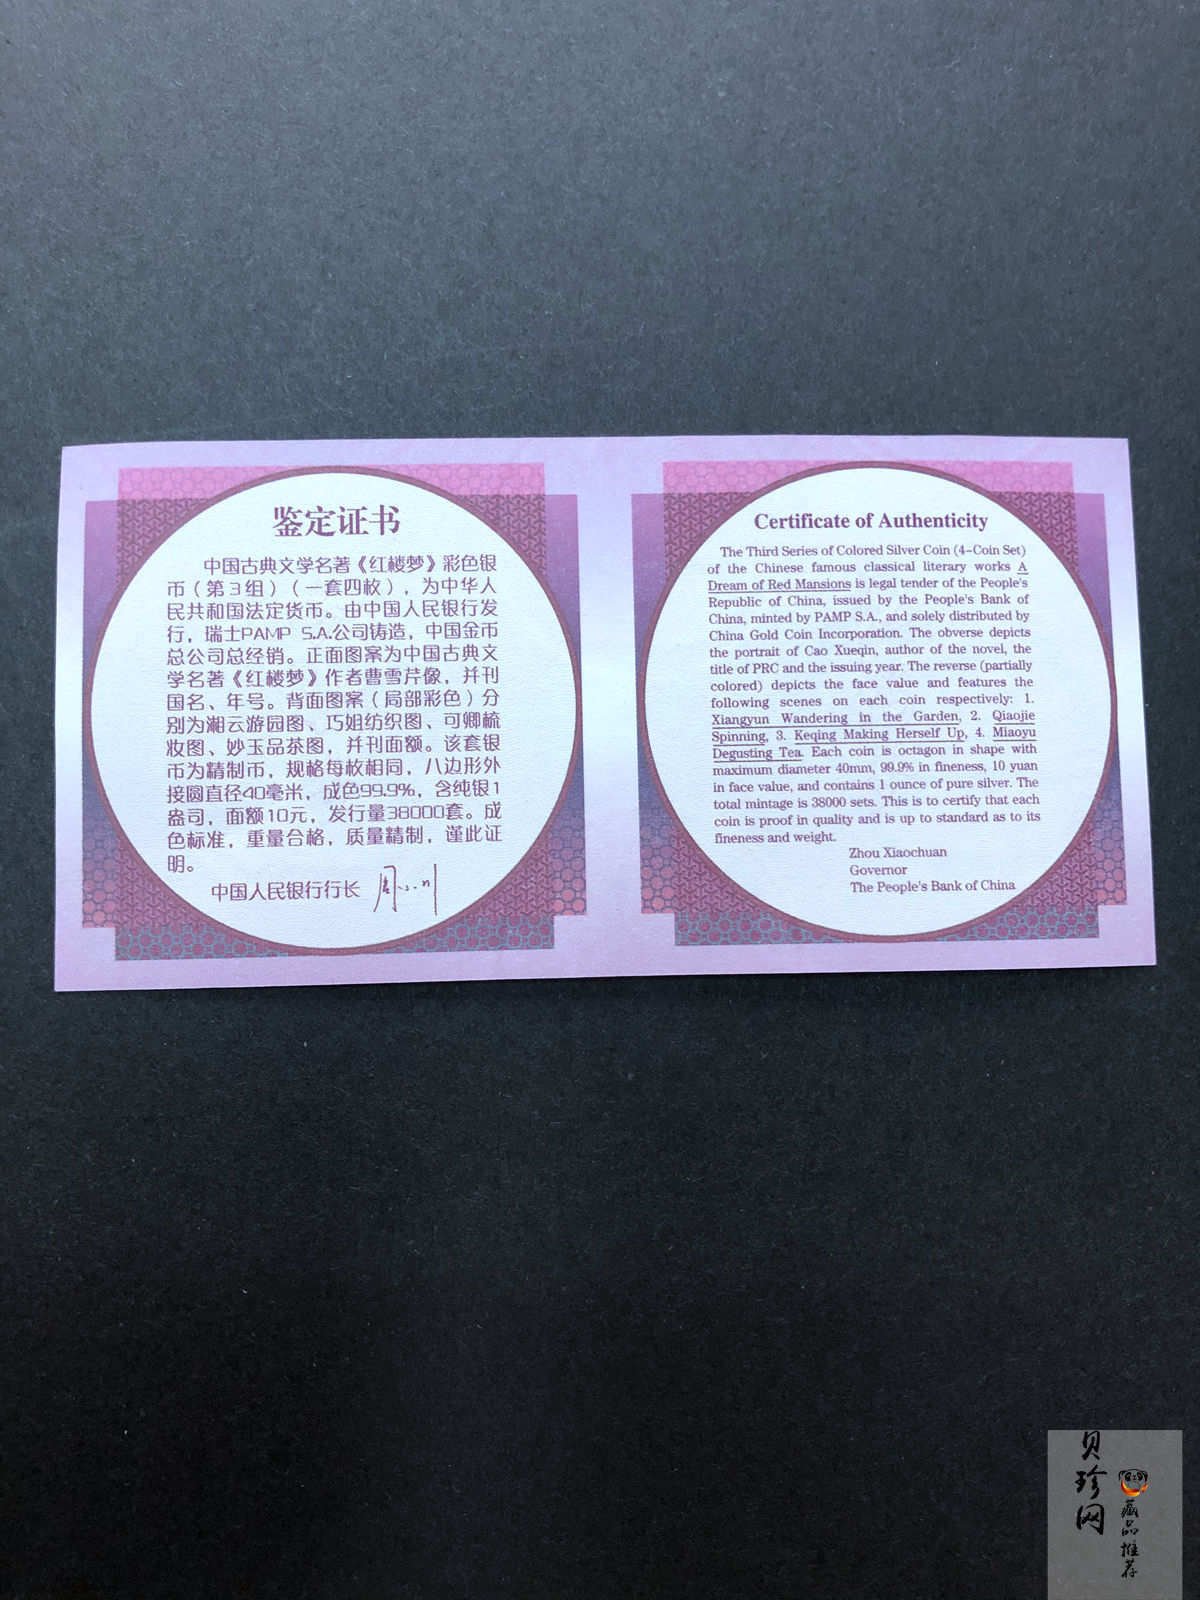 鉴定证书
中国古典文学名著《红楼梦》彩色银
币（第3组）（一套四枚），为中华人
民共和国法定货币。由中国人民银行发
行，瑞士PAMP S.A.公司铸造，中国金币
总公司总经销。正面图案为中国古典文
学名著《红楼梦》作者曹雪芹像，并刊
国名、年号。背面图案（局部彩色）分
别为湘云游园图、巧姐纺织图、可卿梳
妆图、妙玉品茶图，并刊面额。该套银
币为精制币，规格每枚相同，八边形外
接圆直径40毫米，成色99.9%，含纯银1
盎司，面额10元，发行量38000套。成
色标准，重量合格，质量精制，谨此证
明。
中国人民银行行长 周小川
Certificate of Authenticity
The Third Series of Colored Silver Coin (4-Coin Set)
of the Chinese famous classical literary works A
Dream of Red Mansions is legal tender of the People's
Republic of China, issued by the People's Bank of
China, minted by PAMP S.A., and solely distributed by
China Gold Coin Incorporation. The obverse depicts
the portrait of Cao Xueqin, author of the novel, the
title of PRC and the issuing year. The reverse (partially
colored) depicts the face value and features the
following scenes on each coin respectively: 1.
Xiangyun Wandering in the Garden, 2. Qiaojie
Spinning, 3. Keqing Making Herself Up, 4. Miaoyu
Degusting Tea. Each coin is octagon in shape with
maximum diameter 40mm, 99.9% in fineness, 10 yuan
in face value, and contains 1 ounce of pure silver. The
total mintage is 38000 sets. This is to certify that each
coin is proof in quality and is up to standard as to its
fineness and weight.
Zhou Xiaochuan
Governor
The People's Bank of China
贝珍网
藏品推荐